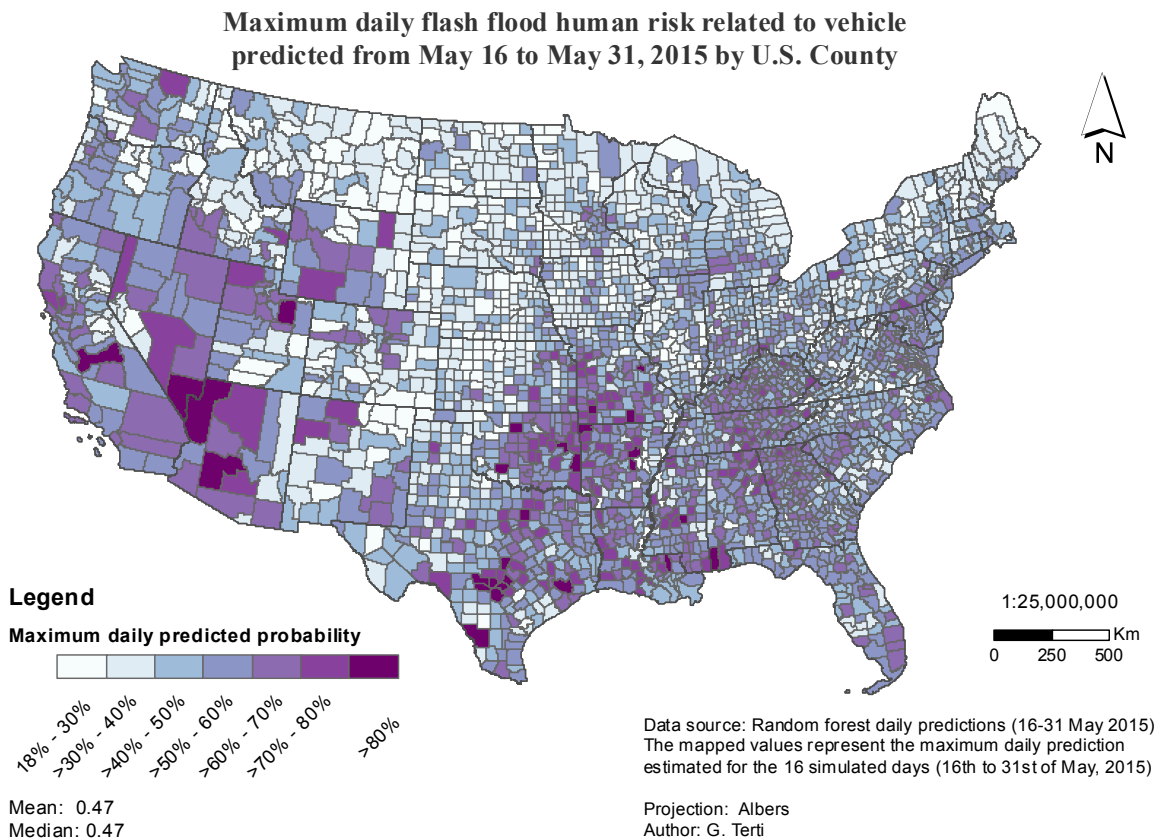 Maximum daily flash flood human risk related to vehicle
predicted from May 16 to May 31, 2015 by U.S. County
N
Legend
Maximum daily predicted probability
18% - 30%
>30% - 40%
>40% - 50%
>50% - 60%
>60% - 70%
>70% - 80%
>80%
Mean: 0.47
Median: 0.47
1:25,000,000
Km
0 250 500
Data source: Random forest daily predictions (16-31 May 2015)
The mapped values represent the maximum daily prediction
estimated for the 16 simulated days (16th to 31st of May, 2015)
Projection: Albers
Author: G. Terti